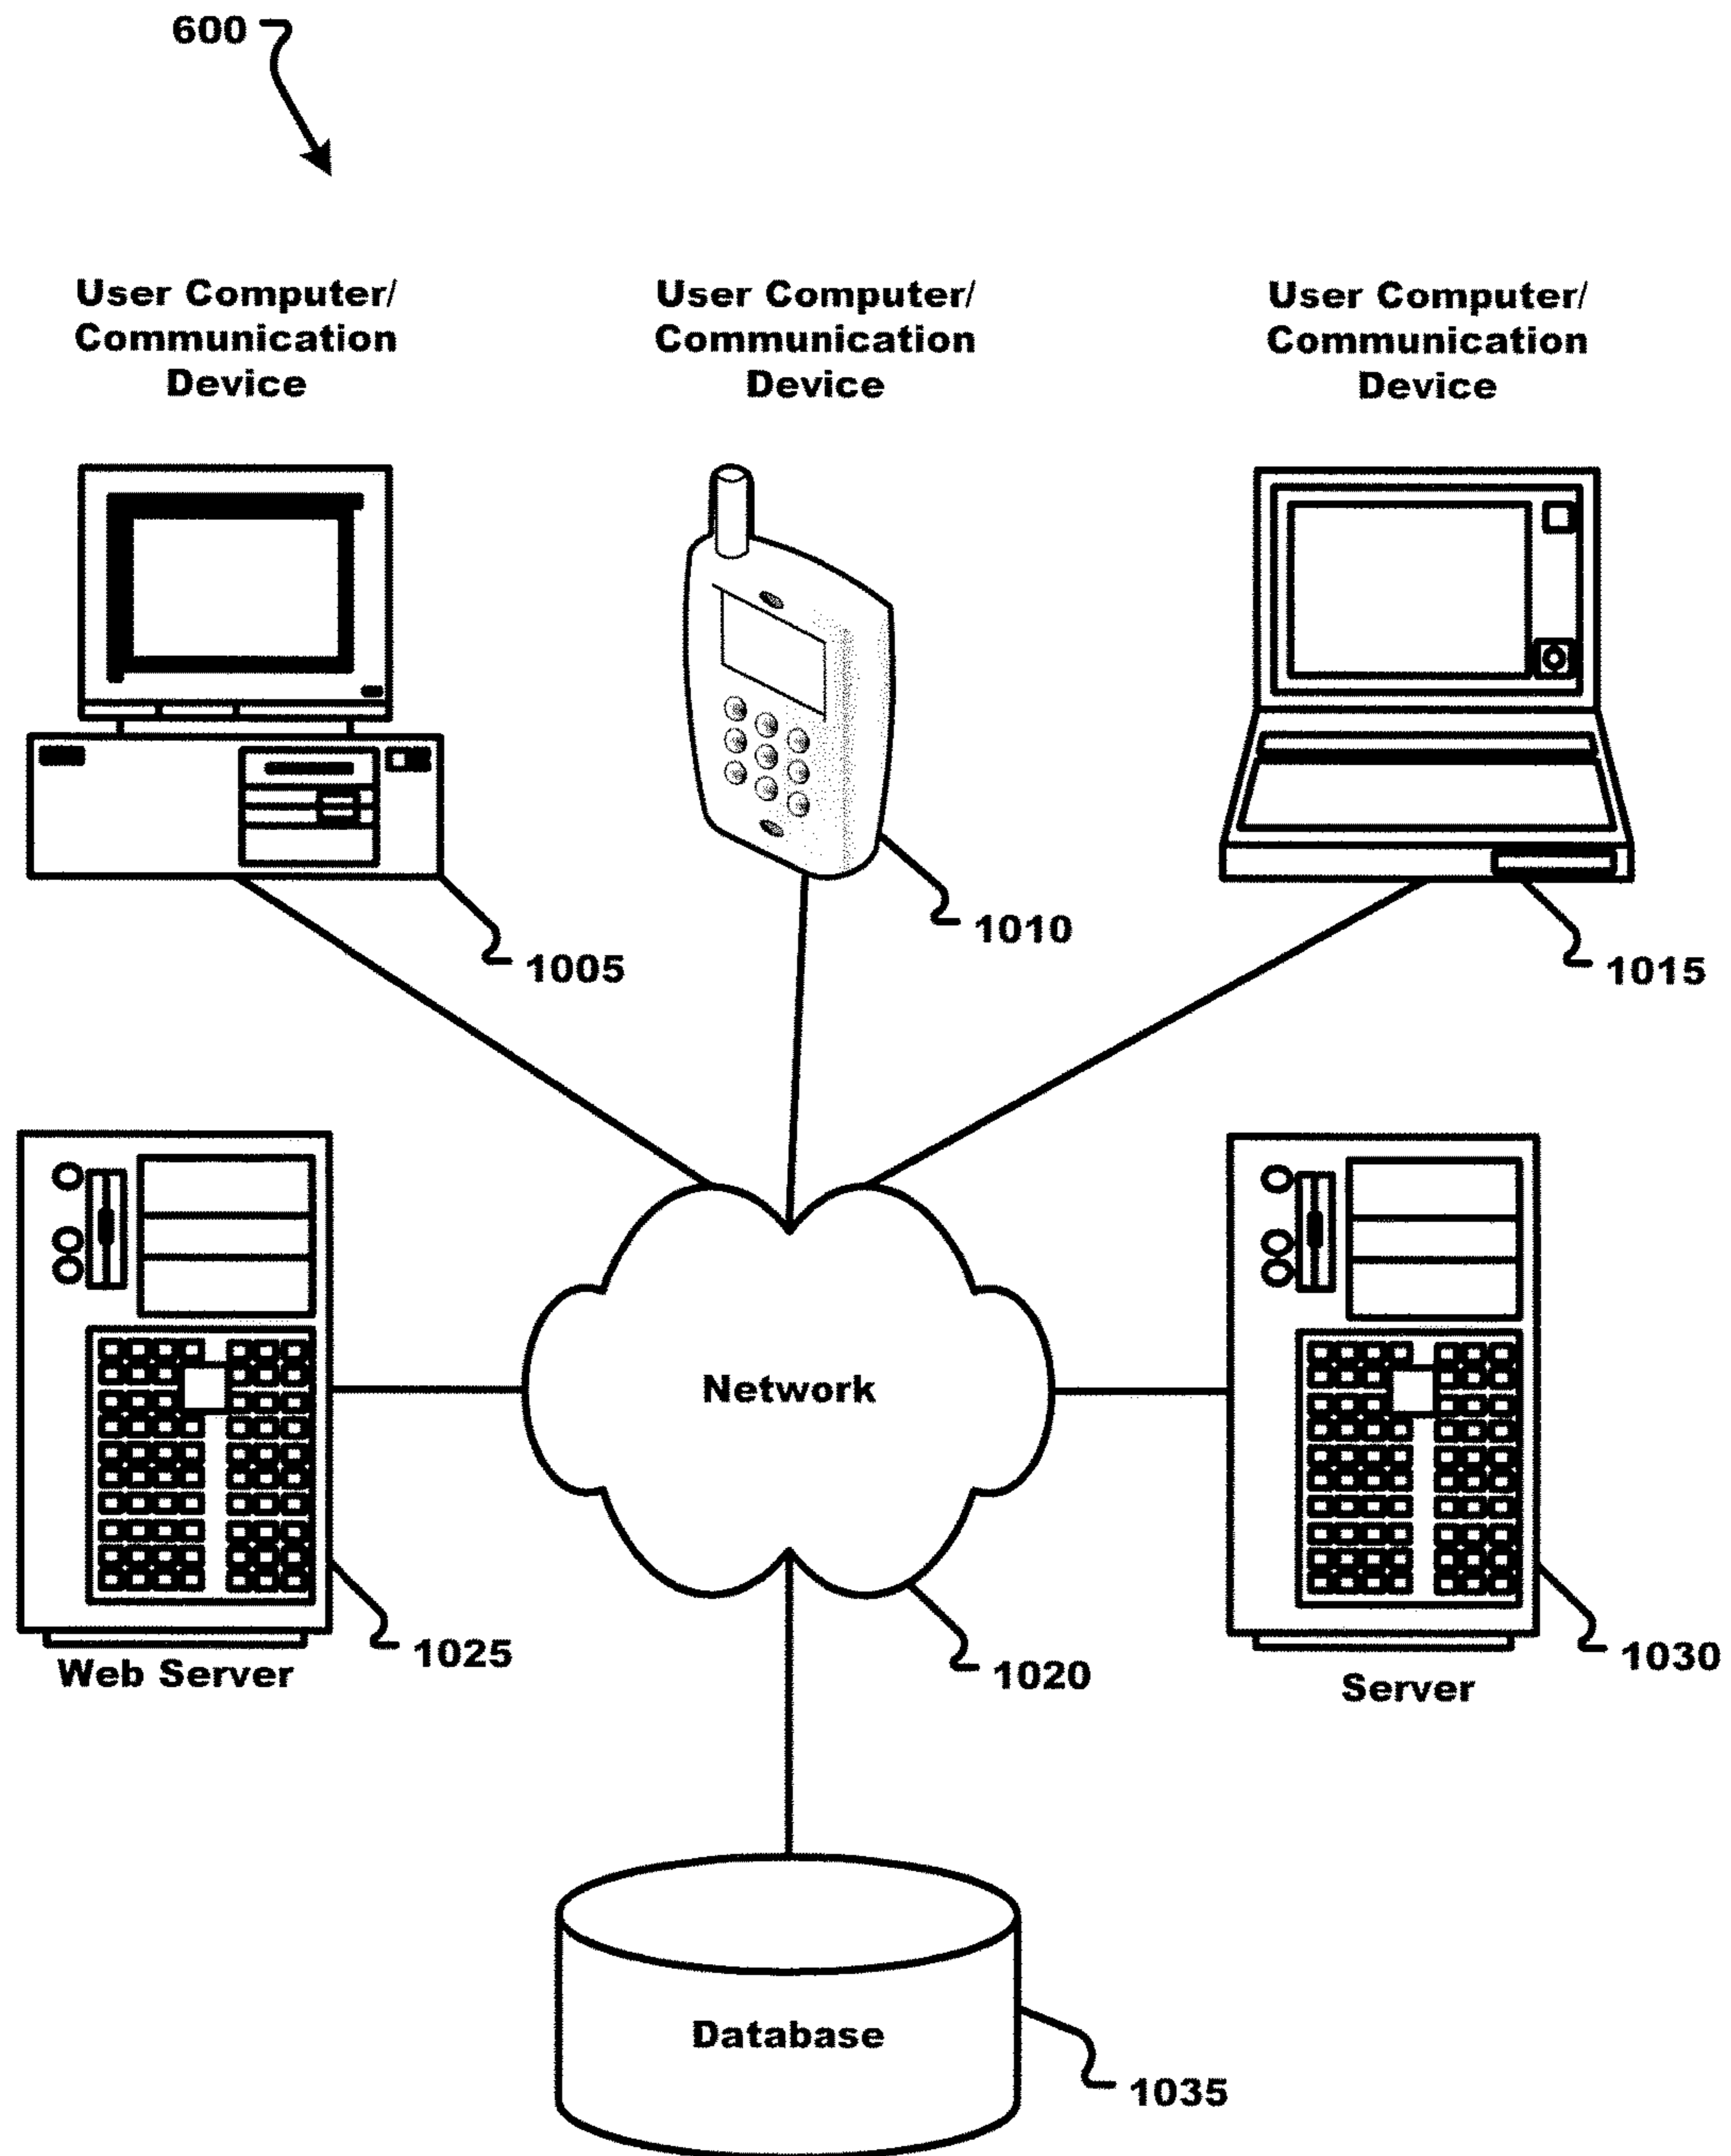 600
User Computer/
Communication
Device
User Computer/
Communication
Device
User Computer/
Communication
Device
1005
1010
1015
Network
Web Server
1025
1020
1030
Server
Database
1035